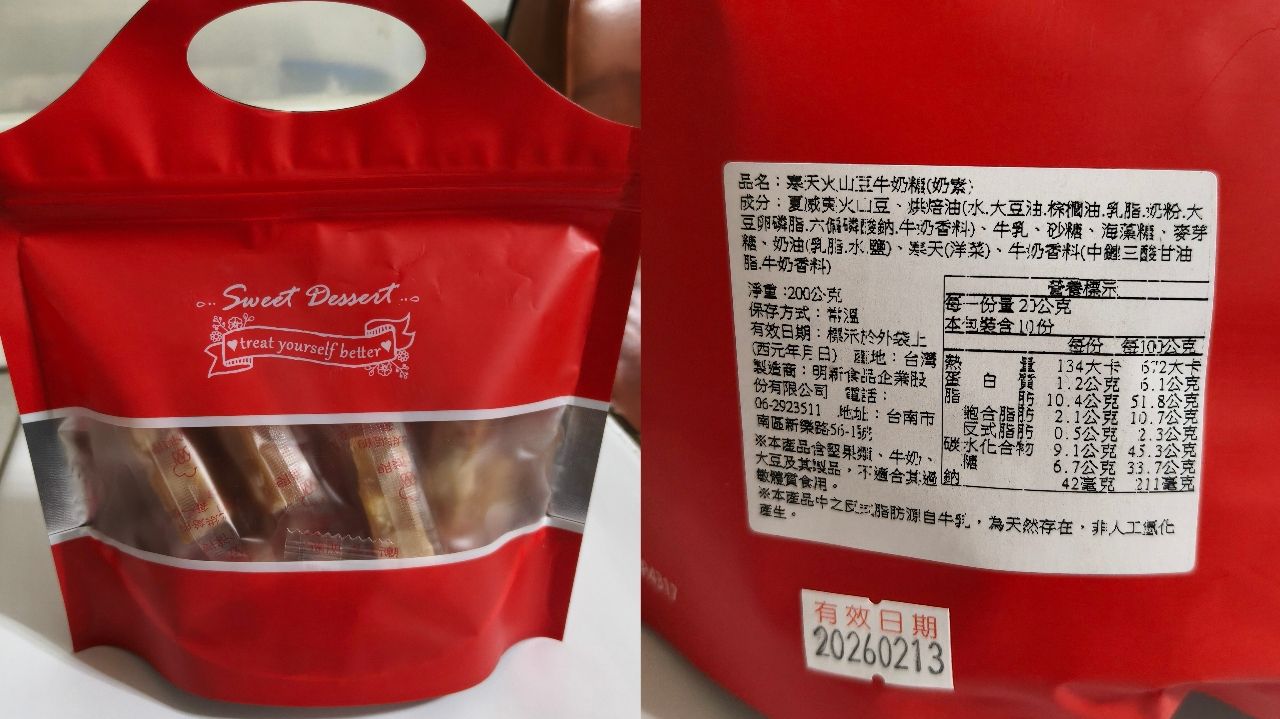 Sweet Dessert
treat yourself better
品名：寒天火山豆牛奶糖(奶素)
成分：夏威夷火山豆、烘焙油(水.大豆油.棕櫚油.乳脂.奶粉.大
豆卵磷脂.六偏磷酸鈉.牛奶香料)、牛乳、砂糖、海藻糖、麥芽
糖、奶油(乳脂.水.鹽)、寒天(洋菜)、牛奶香料(中鏈三酸甘油
脂.牛奶香料)
淨重:200公克
保存方式：常溫
有效日期：標示於外袋上
(西元年月日) 產地：台灣
製造商：明新食品企業股
份有限公司 電話：
06-2923511 地址：台南市
南區新樂路56-1號
※本產品含堅果類、牛奶、
大豆及其製品，不適合其過
敏體質食用。
※本產品中之反式脂肪源自牛乳，為天然存在，非人工氫化
產生。
營養標示
每一份量 20公克
本包裝含 10份
每份 每100公克
熱量 134大卡 672大卡
蛋白質 1.2公克 6.1公克
脂肪 10.4公克 51.8公克
飽合脂肪 2.1公克 10.7公克
反式脂肪 0.5公克 2.3公克
碳水化合物 9.1公克 45.3公克
糖 6.7公克 33.7公克
鈉 42毫克 211毫克
有效日期
20260213